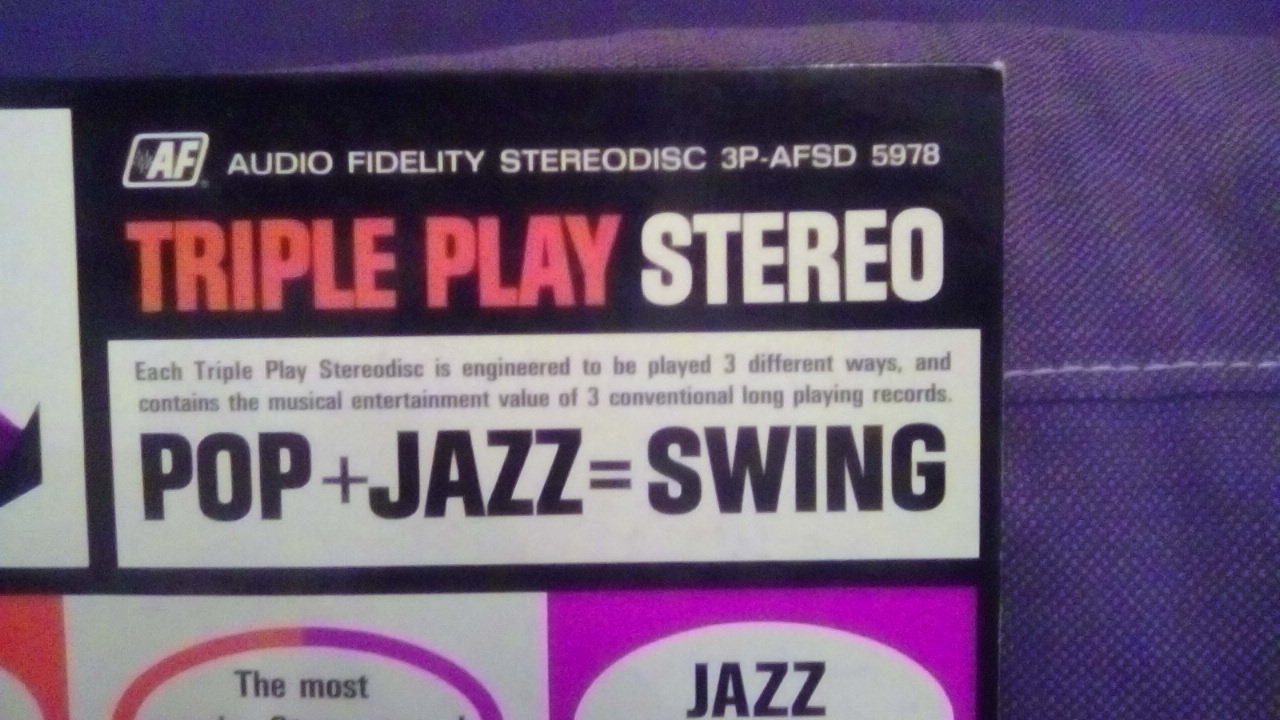 AF
AUDIO FIDELITY STEREODISC 3P-AFSD 5978
TRIPLE PLAY STEREO
Each Triple Play Stereodisc is engineered to be played 3 different ways, and
contains the musical entertainment value of 3 conventional long playing records.
POP+JAZZ=SWING
The most
JAZZ